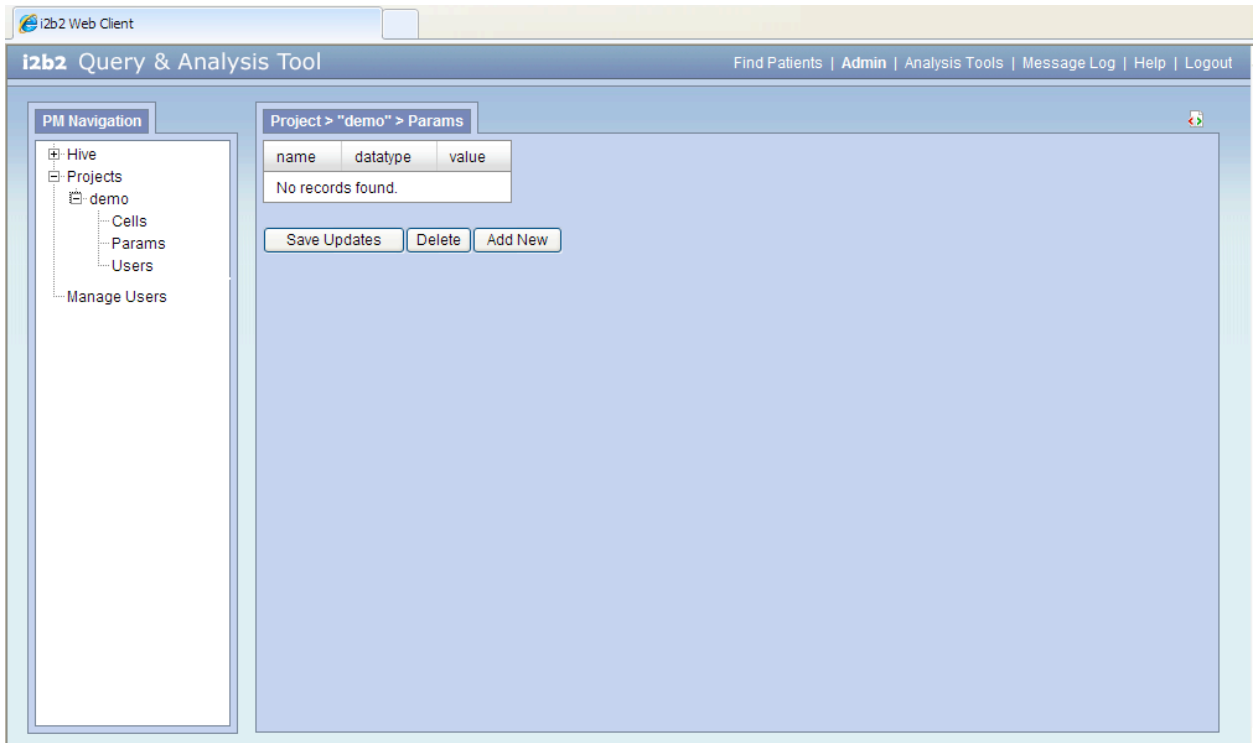 i2b2 Web Client
i2b2 Query & Analysis Tool
Find Patients | Admin | Analysis Tools | Message Log | Help | Logout
PM Navigation
Hive
Projects
demo
Cells
Params
Users
Manage Users
Project > "demo" > Params
name datatype value
No records found.
Save Updates Delete Add New